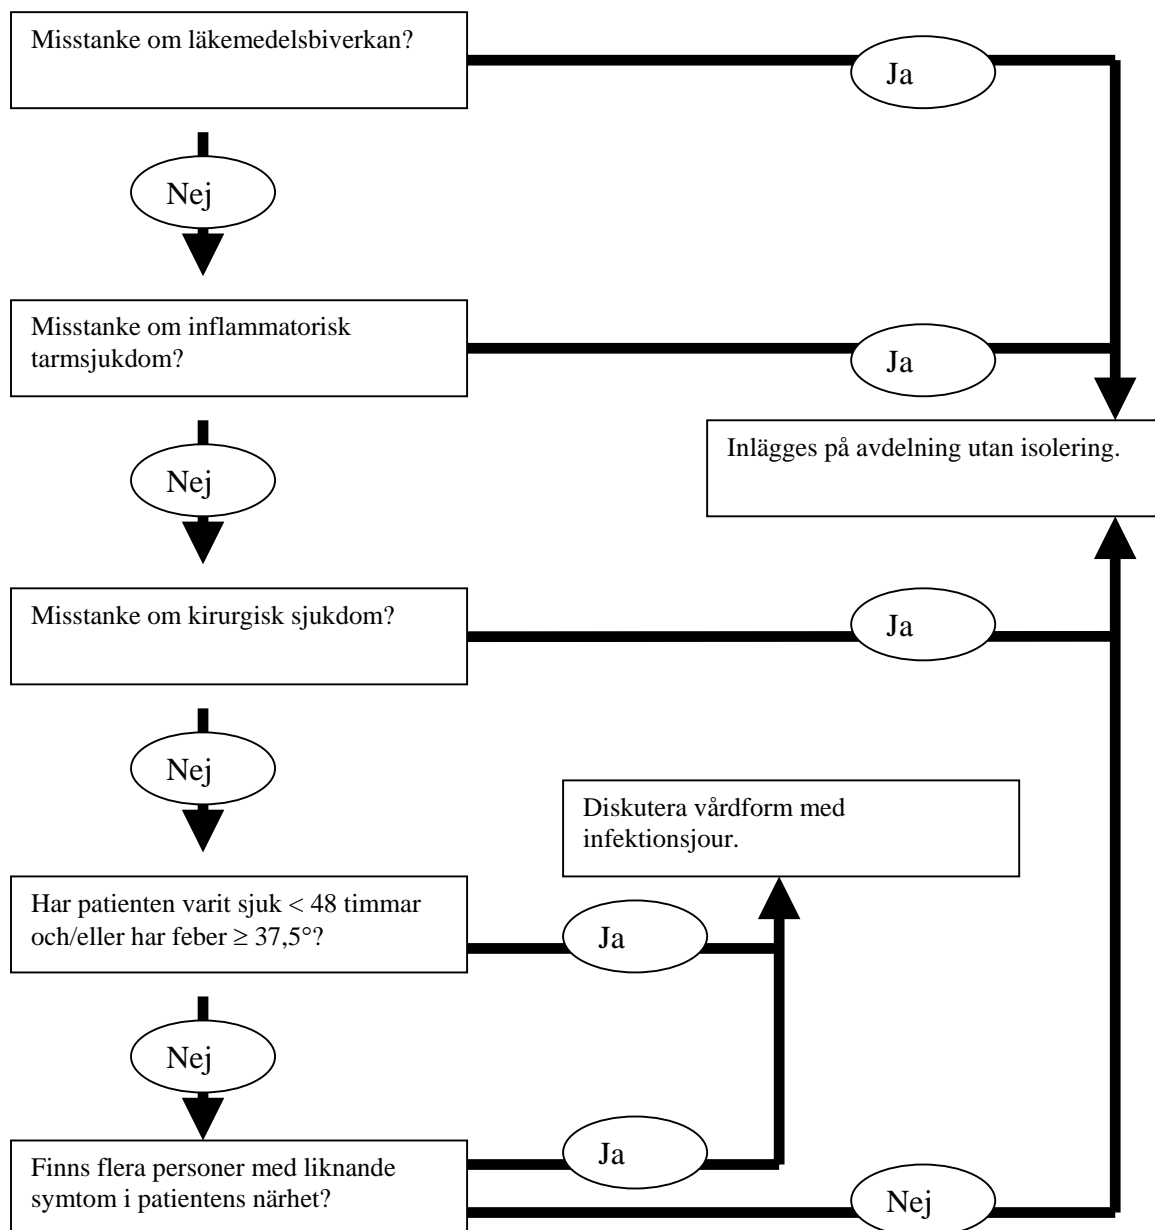 Misstanke om läkemedelsbiverkan?
Ja
Nej
Misstanke om inflammatorisk
tarmsjukdom?
Ja
Inlägges på avdelning utan isolering.
Nej
Misstanke om kirurgisk sjukdom?
Ja
Nej
Diskutera vårdform med
infektionsjour.
Har patienten varit sjuk < 48 timmar
och/eller har feber ≥ 37,5°?
Ja
Nej
Finns flera personer med liknande
symtom i patientens närhet?
Ja
Nej